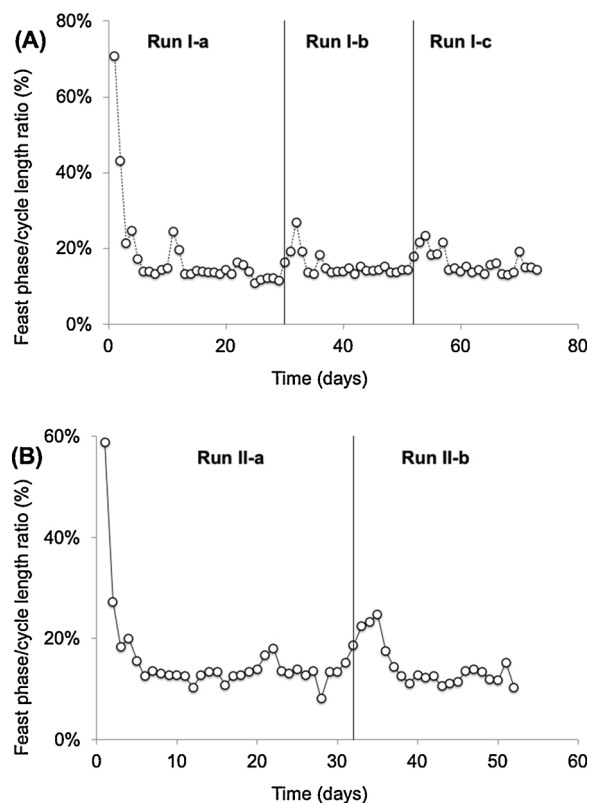 (A)
80%
60%
40%
20%
0%
Feast phase/cycle length ratio (%)
Run I-a
Run I-b
Run I-c
0
20
40
60
80
Time (days)
(B)
60%
40%
20%
0%
Feast phase/cycle length ratio (%)
Run II-a
Run II-b
0
10
20
30
40
50
60
Time (days)